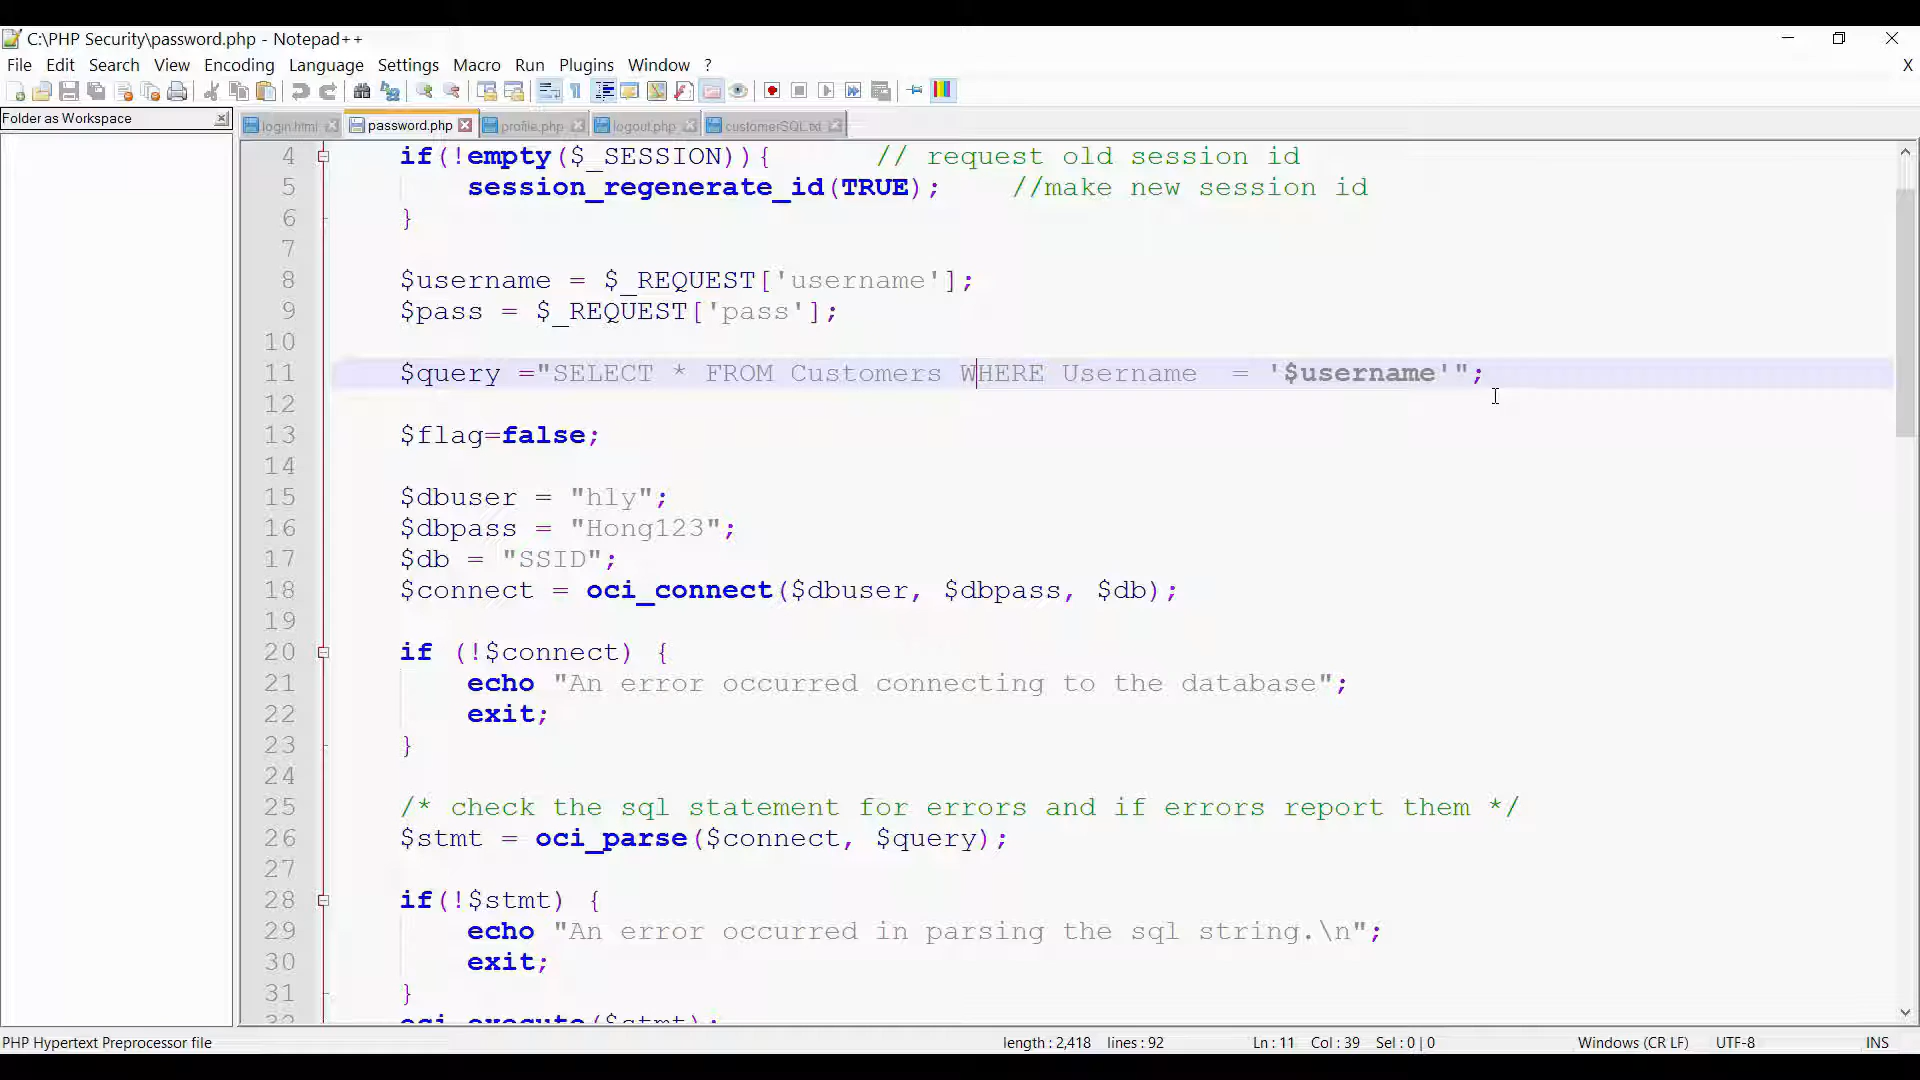 C:\PHP Security\password.php - Notepad++
File Edit Search View Encoding Language Settings Macro Run Plugins Window ? X
Folder as Workspace
login.html password.php profile.php logout.php customerSQL.txt
4 if(!empty($_SESSION)){ // request old session id
5 session_regenerate_id(TRUE); //make new session id
6 }
7
8 $username = $_REQUEST['username'];
9 $pass = $_REQUEST['pass'];
10
11 $query ="SELECT * FROM Customers WHERE Username  = '$username'";
12
13 $flag=false;
14
15 $dbuser = "hly";
16 $dbpass = "Hong123";
17 $db = "SSID";
18 $connect = oci_connect($dbuser, $dbpass, $db);
19
20 if (!$connect) {
21 echo "An error occurred connecting to the database";
22 exit;
23 }
24
25 /* check the sql statement for errors and if errors report them */
26 $stmt = oci_parse($connect, $query);
27
28 if(!$stmt) {
29 echo "An error occurred in parsing the sql string.\n";
30 exit;
31 }
32 oci_execute($stmt);
PHP Hypertext Preprocessor file length : 2,418 lines : 92 Ln : 11 Col : 39 Sel : 0 | 0 Windows (CR LF) UTF-8 INS